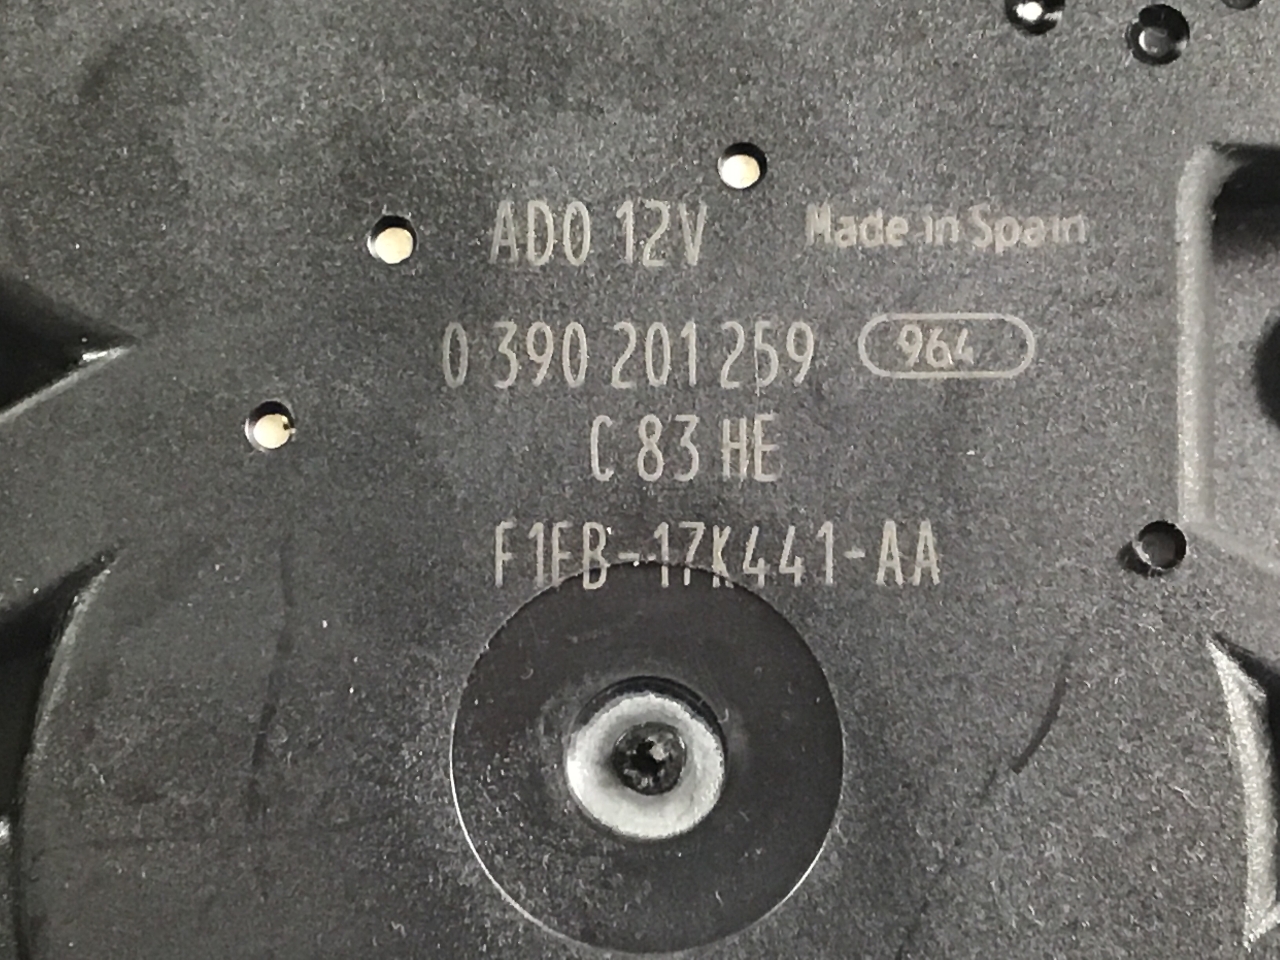 AD0 12V Made in Spain
0 390 201 259 964
C 83 HE
F1FB-17K441-AA